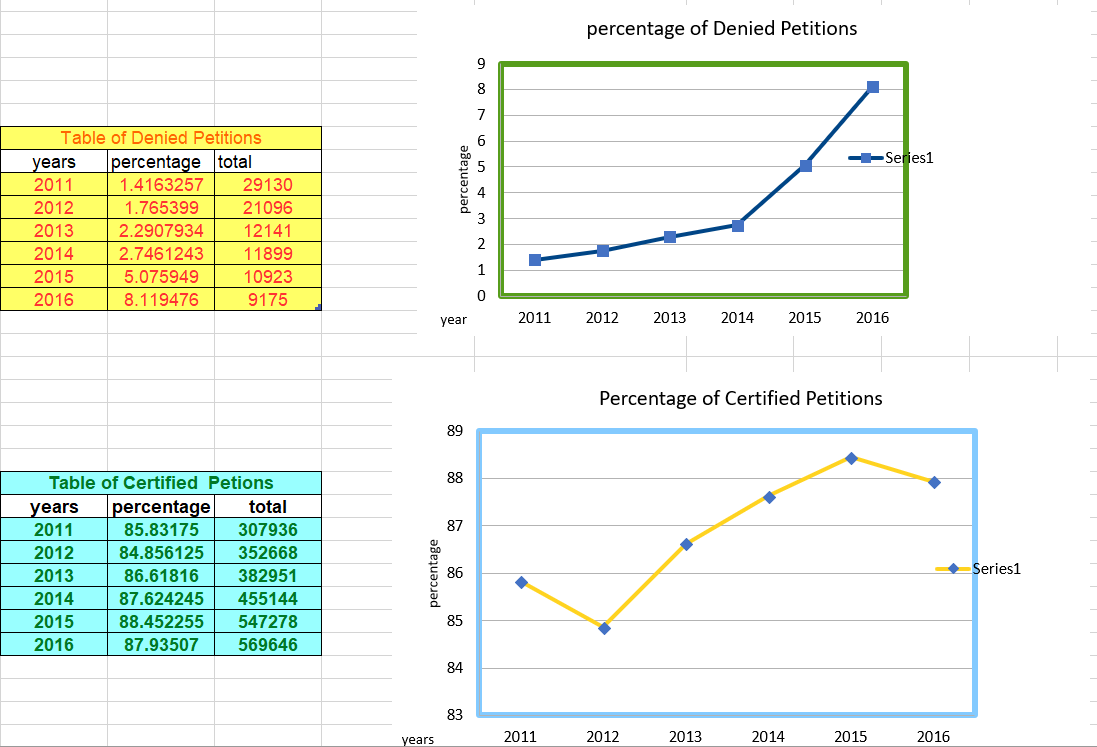 percentage of Denied Petitions
9
8
7
6
5
4
3
2
1
0
percentage
Series1
year
2011 2012 2013 2014 2015 2016
Table of Denied Petitions
years percentage total
2011 1.4163257 29130
2012 1.765399 21096
2013 2.2907934 12141
2014 2.7461243 11899
2015 5.075949 10923
2016 8.119476 9175
Percentage of Certified Petitions
89
88
87
86
85
84
83
percentage
Series1
years
2011 2012 2013 2014 2015 2016
Table of Certified Petions
years percentage total
2011 85.83175 307936
2012 84.856125 352668
2013 86.61816 382951
2014 87.624245 455144
2015 88.452255 547278
2016 87.93507 569646